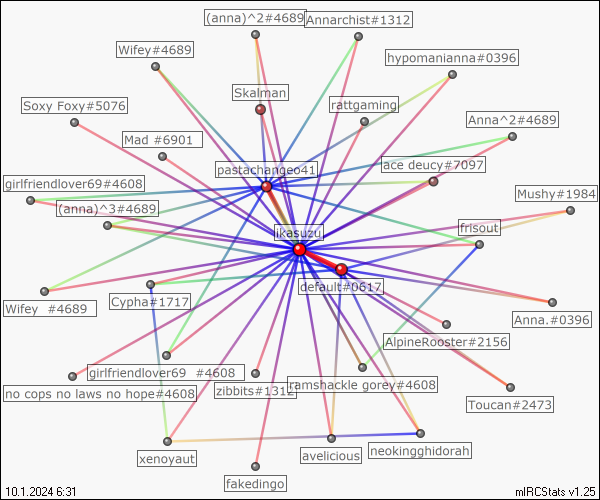 (anna)^2#4689
Annarchist#1312
Wifey#4689
hypomanianna#0396
Skalman
Soxy Foxy#5076
rattgaming
Anna^2#4689
Mad #6901
ace deucy#7097
pastachangeo41
girlfriendlover69#4608
Mushy#1984
(anna)^3#4689
frisout
ikasuzu
default#0617
Wifey #4689
Cypha#1717
Anna.#0396
AlpineRooster#2156
girlfriendlover69 #4608
ramshackle gorey#4608
no cops no laws no hope#4608
zibbits#1312
Toucan#2473
xenoyaut
avelicious
neokingghidorah
fakedingo
10.1.2024 6:31
mIRCStats v1.25